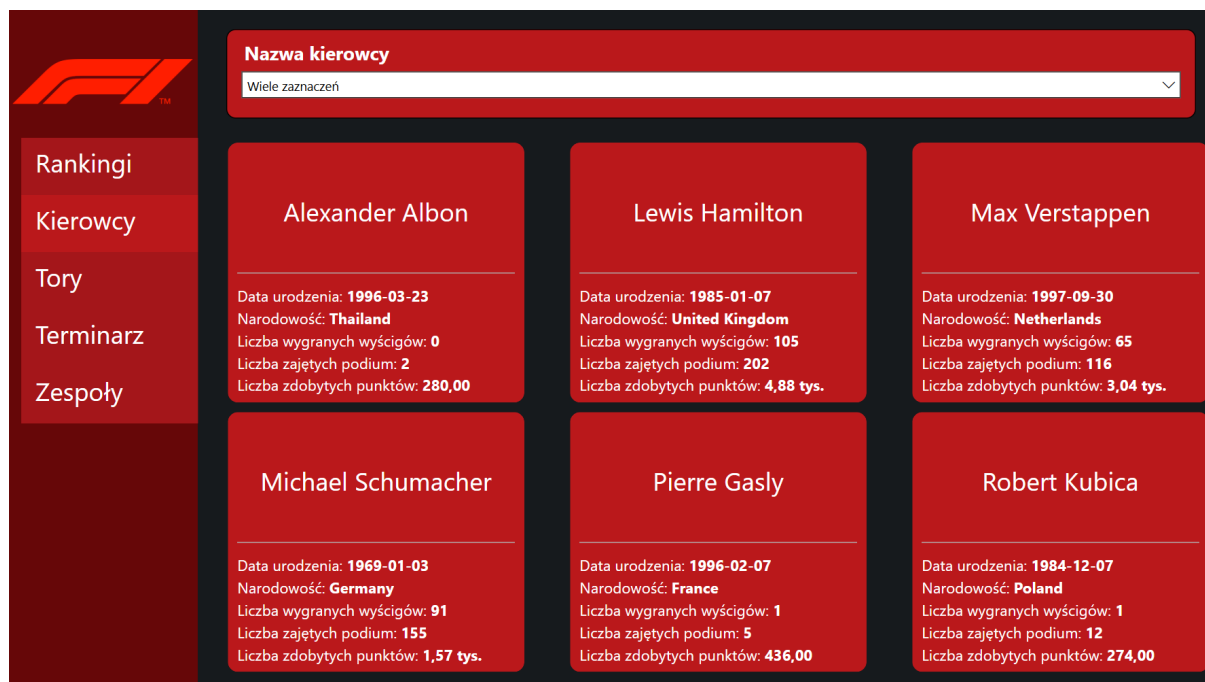 F1
TM
Nazwa kierowcy
Wiele zaznaczeń
Rankingi
Kierowcy
Tory
Terminarz
Zespoły
Alexander Albon
Data urodzenia: 1996-03-23
Narodowość: Thailand
Liczba wygranych wyścigów: 0
Liczba zajętych podium: 2
Liczba zdobytych punktów: 280,00
Lewis Hamilton
Data urodzenia: 1985-01-07
Narodowość: United Kingdom
Liczba wygranych wyścigów: 105
Liczba zajętych podium: 202
Liczba zdobytych punktów: 4,88 tys.
Max Verstappen
Data urodzenia: 1997-09-30
Narodowość: Netherlands
Liczba wygranych wyścigów: 65
Liczba zajętych podium: 116
Liczba zdobytych punktów: 3,04 tys.
Michael Schumacher
Data urodzenia: 1969-01-03
Narodowość: Germany
Liczba wygranych wyścigów: 91
Liczba zajętych podium: 155
Liczba zdobytych punktów: 1,57 tys.
Pierre Gasly
Data urodzenia: 1996-02-07
Narodowość: France
Liczba wygranych wyścigów: 1
Liczba zajętych podium: 5
Liczba zdobytych punktów: 436,00
Robert Kubica
Data urodzenia: 1984-12-07
Narodowość: Poland
Liczba wygranych wyścigów: 1
Liczba zajętych podium: 12
Liczba zdobytych punktów: 274,00